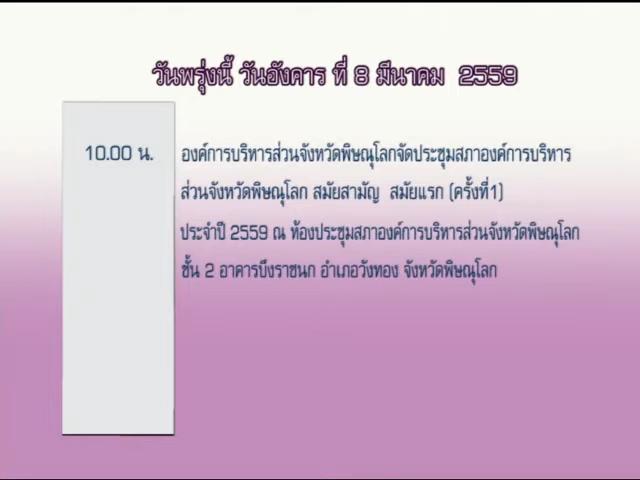 วันพรุ่งนี้ วันอังคาร ที่ 8 มีนาคม 2559
10.00 น. องค์การบริหารส่วนจังหวัดพิษณุโลกจัดประชุมสภาองค์การบริหาร
ส่วนจังหวัดพิษณุโลก สมัยสามัญ สมัยแรก (ครั้งที่1)
ประจำปี 2559 ณ ห้องประชุมสภาองค์การบริหารส่วนจังหวัดพิษณุโลก
ชั้น 2 อาคารบึงราชนก อำเภอวังทอง จังหวัดพิษณุโลก